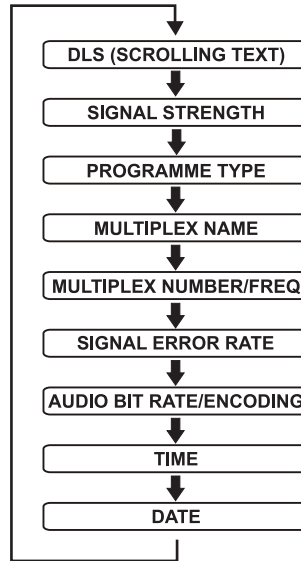 DLS (SCROLLING TEXT)
SIGNAL STRENGTH
PROGRAMME TYPE
MULTIPLEX NAME
MULTIPLEX NUMBER/FREQ
SIGNAL ERROR RATE
AUDIO BIT RATE/ENCODING
TIME
DATE